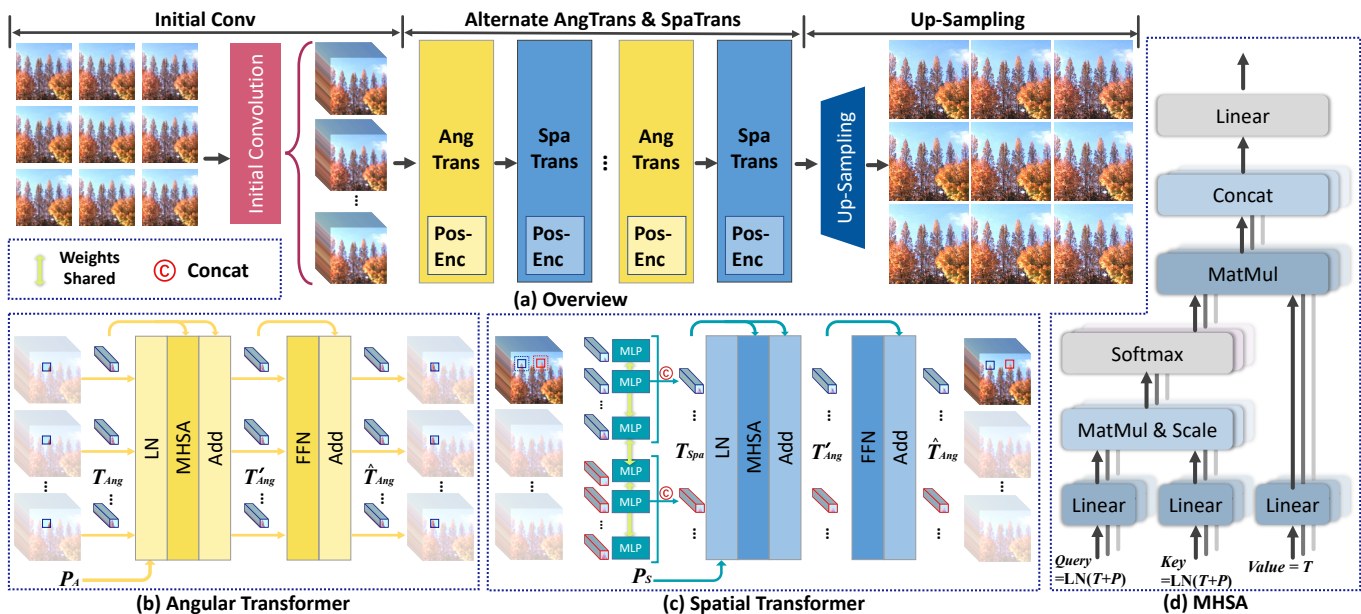 Initial Conv
Alternate AngTrans & SpaTrans
Up-Sampling
Initial Convolution
...
Ang Trans
Pos-Enc
Spa Trans
Pos-Enc
...
Ang Trans
Pos-Enc
Spa Trans
Pos-Enc
Up-Sampling
Weights Shared
© Concat
(a) Overview
T_Ang
...
LN
MHSA
Add
T'_Ang
...
FFN
Add
T̂_Ang
...
P_A
(b) Angular Transformer
MLP
MLP
...
MLP
MLP
MLP
...
MLP
©
©
T_Spa
...
LN
MHSA
Add
T'_Ang
...
FFN
Add
T̂_Ang
...
P_S
(c) Spatial Transformer
Linear
Concat
MatMul
Softmax
MatMul & Scale
Linear
Linear
Linear
Query
=LN(T+P)
Key
=LN(T+P)
Value = T
(d) MHSA